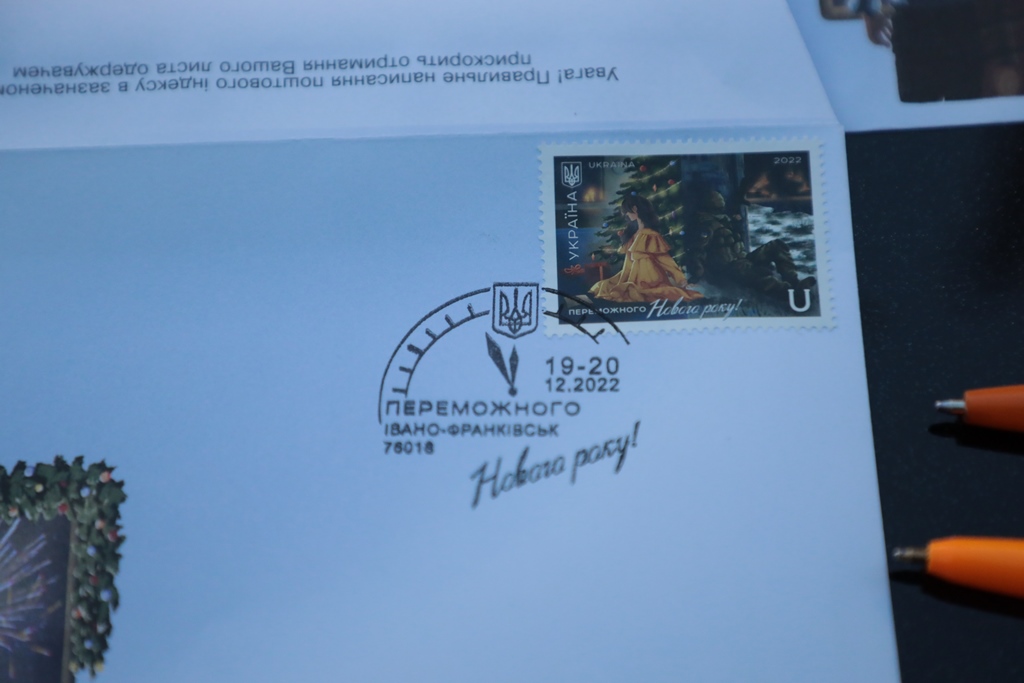 Увага! Правильне написання поштового індексу в
прискорить отримання Вашого листа одержувачем
UKRAINA
2022
УКРАЇНА
ПЕРЕМОЖНОГО Нового року!
U
19-20
12.2022
ПЕРЕМОЖНОГО
ІВАНО-ФРАНКІВСЬК
76018
Нового року!